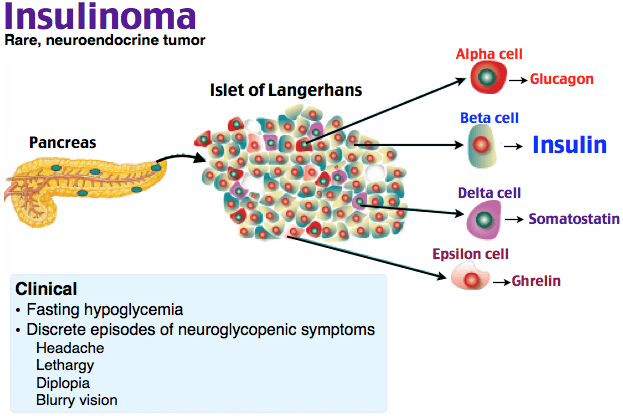 Insulinoma
Rare, neuroendocrine tumor
Alpha cell
Glucagon
Islet of Langerhans
Beta cell
Insulin
Pancreas
Delta cell
Somatostatin
Epsilon cell
Ghrelin
Clinical
• Fasting hypoglycemia
• Discrete episodes of neuroglycopenic symptoms
Headache
Lethargy
Diplopia
Blurry vision